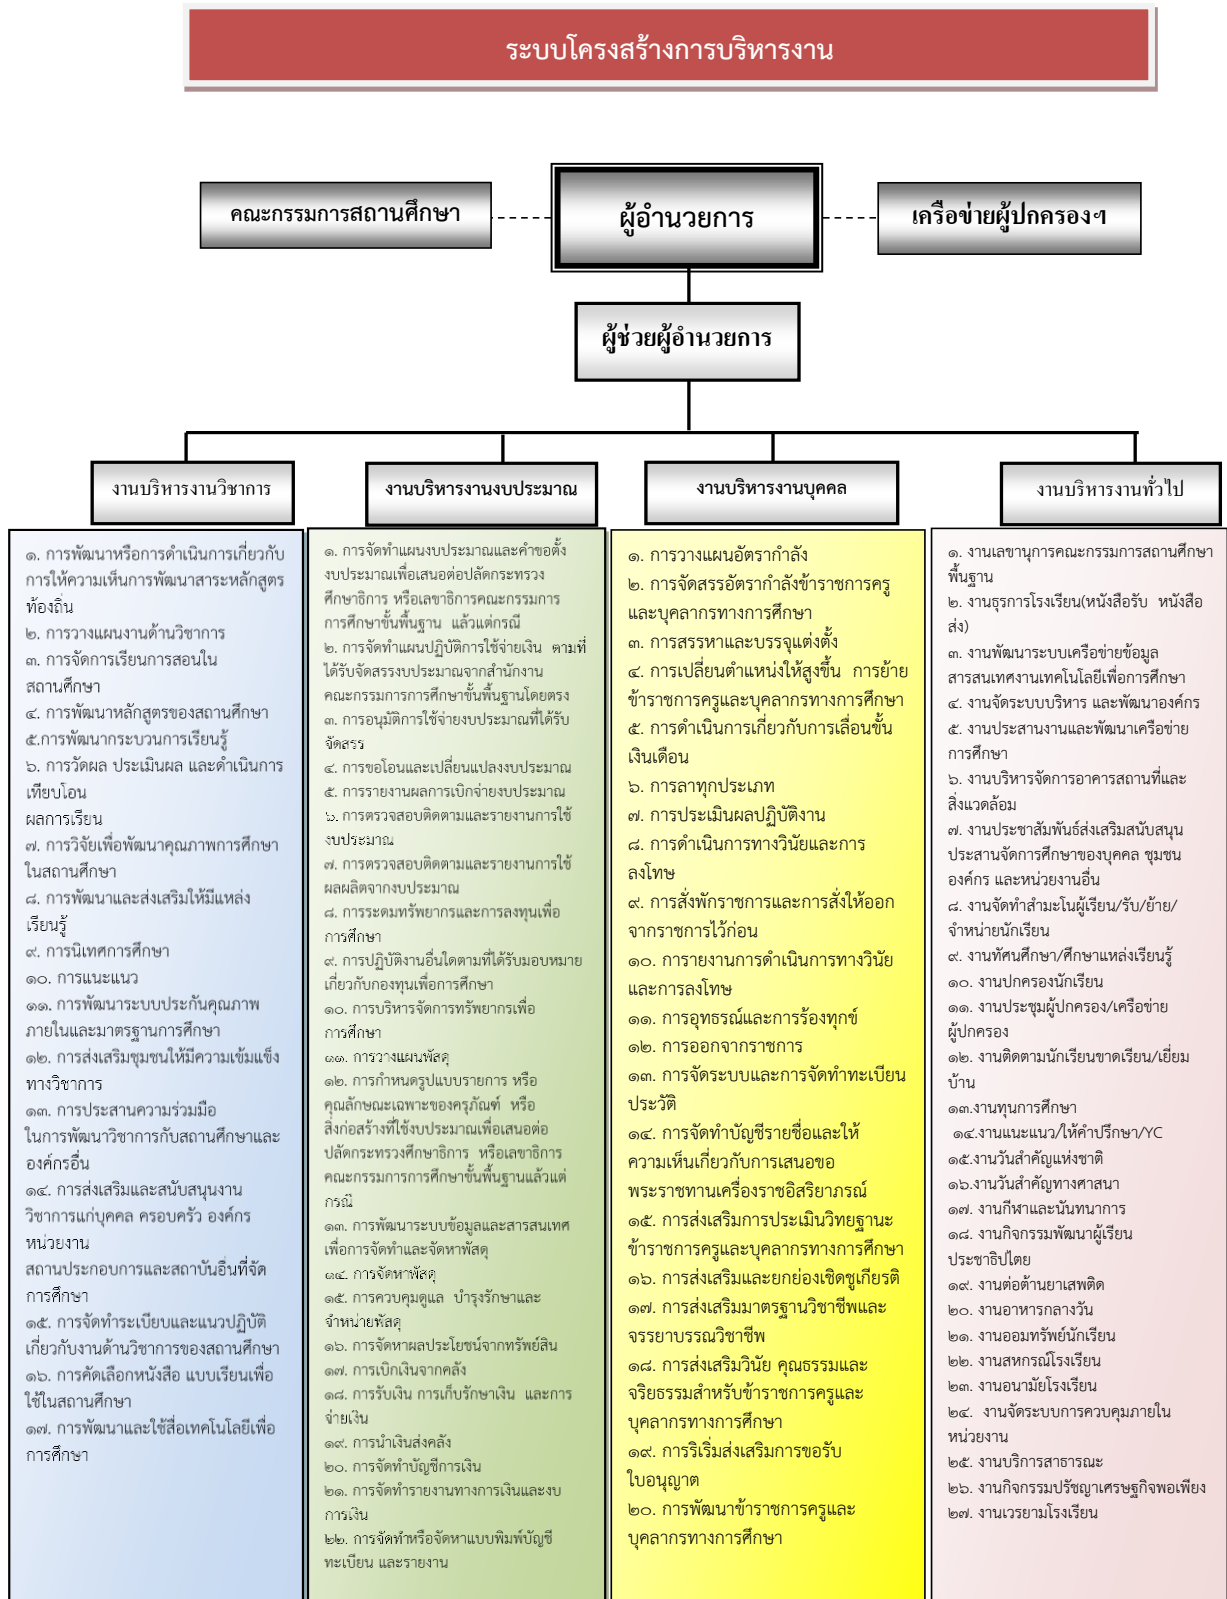 ระบบโครงสร้างการบริหารงาน
คณะกรรมการสถานศึกษา
ผู้อำนวยการ
เครือข่ายผู้ปกครองฯ
ผู้ช่วยผู้อำนวยการ
งานบริหารงานวิชาการ
งานบริหารงานงบประมาณ
งานบริหารงานบุคคล
งานบริหารงานทั่วไป
๑. การพัฒนาหรือการดำเนินการเกี่ยวกับ
การให้ความเห็นการพัฒนาสาระหลักสูตร
ท้องถิ่น
๒. การวางแผนงานด้านวิชาการ
๓. การจัดการเรียนการสอนใน
สถานศึกษา
๔. การพัฒนาหลักสูตรของสถานศึกษา
๕.การพัฒนากระบวนการเรียนรู้
๖. การวัดผล ประเมินผล และดำเนินการ
เทียบโอน
ผลการเรียน
๗. การวิจัยเพื่อพัฒนาคุณภาพการศึกษา
ในสถานศึกษา
๘. การพัฒนาและส่งเสริมให้มีแหล่ง
เรียนรู้
๙. การนิเทศการศึกษา
๑๐. การแนะแนว
๑๑. การพัฒนาระบบประกันคุณภาพ
ภายในและมาตรฐานการศึกษา
๑๒. การส่งเสริมชุมชนให้มีความเข้มแข็ง
ทางวิชาการ
๑๓. การประสานความร่วมมือ
ในการพัฒนาวิชาการกับสถานศึกษาและ
องค์กรอื่น
๑๔. การส่งเสริมและสนับสนุนงาน
วิชาการแก่บุคคล ครอบครัว องค์กร
หน่วยงาน
สถานประกอบการและสถาบันอื่นที่จัด
การศึกษา
๑๕. การจัดทำระเบียบและแนวปฏิบัติ
เกี่ยวกับงานด้านวิชาการของสถานศึกษา
๑๖. การคัดเลือกหนังสือ แบบเรียนเพื่อ
ใช้ในสถานศึกษา
๑๗. การพัฒนาและใช้สื่อเทคโนโลยีเพื่อ
การศึกษา
๑. การจัดทำแผนงบประมาณและคำขอตั้ง
งบประมาณเพื่อเสนอต่อปลัดกระทรวง
ศึกษาธิการ หรือเลขาธิการคณะกรรมการ
การศึกษาขั้นพื้นฐาน แล้วแต่กรณี
๒. การจัดทำแผนปฏิบัติการใช้จ่ายเงิน ตามที่
ได้รับจัดสรรงบประมาณจากสำนักงาน
คณะกรรมการการศึกษาขั้นพื้นฐานโดยตรง
๓. การอนุมัติการใช้จ่ายงบประมาณที่ได้รับ
จัดสรร
๔. การขอโอนและเปลี่ยนแปลงงบประมาณ
๕. การรายงานผลการเบิกจ่ายงบประมาณ
๖. การตรวจสอบติดตามและรายงานการใช้
งบประมาณ
๗. การตรวจสอบติดตามและรายงานการใช้
ผลผลิตจากงบประมาณ
๘. การระดมทรัพยากรและการลงทุนเพื่อ
การศึกษา
๙. การปฏิบัติงานอื่นใดตามที่ได้รับมอบหมาย
เกี่ยวกับกองทุนเพื่อการศึกษา
๑๐. การบริหารจัดการทรัพยากรเพื่อ
การศึกษา
๑๑. การวางแผนพัสดุ
๑๒. การกำหนดรูปแบบรายการ หรือ
คุณลักษณะเฉพาะของครุภัณฑ์ หรือ
สิ่งก่อสร้างที่ใช้งบประมาณเพื่อเสนอต่อ
ปลัดกระทรวงศึกษาธิการ หรือเลขาธิการ
คณะกรรมการการศึกษาขั้นพื้นฐานแล้วแต่
กรณี
๑๓. การพัฒนาระบบข้อมูลและสารสนเทศ
เพื่อการจัดทำและจัดหาพัสดุ
๑๔. การจัดหาพัสดุ
๑๕. การควบคุมดูแล บำรุงรักษาและ
จำหน่ายพัสดุ
๑๖. การจัดหาผลประโยชน์จากทรัพย์สิน
๑๗. การเบิกเงินจากคลัง
๑๘. การรับเงิน การเก็บรักษาเงิน และการ
จ่ายเงิน
๑๙. การนำเงินส่งคลัง
๒๐. การจัดทำบัญชีการเงิน
๒๑. การจัดทำรายงานทางการเงินและงบ
การเงิน
๒๒. การจัดทำหรือจัดหาแบบพิมพ์บัญชี
ทะเบียน และรายงาน
๑. การวางแผนอัตรากำลัง
๒. การจัดสรรอัตรากำลังข้าราชการครู
และบุคลากรทางการศึกษา
๓. การสรรหาและบรรจุแต่งตั้ง
๔. การเปลี่ยนตำแหน่งให้สูงขึ้น การย้าย
ข้าราชการครูและบุคลากรทางการศึกษา
๕. การดำเนินการเกี่ยวกับการเลื่อนขั้น
เงินเดือน
๖. การลาทุกประเภท
๗. การประเมินผลปฏิบัติงาน
๘. การดำเนินการทางวินัยและการ
ลงโทษ
๙. การสั่งพักราชการและการสั่งให้ออก
จากราชการไว้ก่อน
๑๐. การายงานการดำเนินการทางวินัย
และการลงโทษ
๑๑. การอุทธรณ์และการร้องทุกข์
๑๒. การออกจากราชการ
๑๓. การจัดระบบและการจัดทำทะเบียน
ประวัติ
๑๔. การจัดทำบัญชีรายชื่อและให้
ความเห็นเกี่ยวกับการเสนอขอ
พระราชทานเครื่องราชอิสริยาภรณ์
๑๕. การส่งเสริมการประเมินวิทยฐานะ
ข้าราชการครูและบุคลากรทางการศึกษา
๑๖. การส่งเสริมและยกย่องเชิดชูเกียรติ
๑๗. การส่งเสริมมาตรฐานวิชาชีพและ
จรรยาบรรณวิชาชีพ
๑๘. การส่งเสริมวินัย คุณธรรมและ
จริยธรรมสำหรับข้าราชการครูและ
บุคลากรทางการศึกษา
๑๙. การริเริ่มส่งเสริมการขอรับ
ใบอนุญาต
๒๐. การพัฒนาข้าราชการครูและ
บุคลากรทางการศึกษา
๑. งานเลขานุการคณะกรรมการสถานศึกษา
พื้นฐาน
๒. งานธุรการโรงเรียน(หนังสือรับ หนังสือ
ส่ง)
๓. งานพัฒนาระบบเครือข่ายข้อมูล
สารสนเทศงานเทคโนโลยีเพื่อการศึกษา
๔. งานจัดระบบบริหาร และพัฒนาองค์กร
๕. งานประสานงานและพัฒนาเครือข่าย
การศึกษา
๖. งานบริหารจัดการอาคารสถานที่และ
สิ่งแวดล้อม
๗. งานประชาสัมพันธ์ส่งเสริมสนับสนุน
ประสานจัดการศึกษาของบุคคล ชุมชน
องค์กร และหน่วยงานอื่น
๘. งานจัดทำสำมะโนผู้เรียน/รับ/ย้าย/
จำหน่ายนักเรียน
๙. งานทัศนศึกษา/ศึกษาแหล่งเรียนรู้
๑๐. งานปกครองนักเรียน
๑๑. งานประชุมผู้ปกครอง/เครือข่าย
ผู้ปกครอง
๑๒. งานติดตามนักเรียนขาดเรียน/เยี่ยม
บ้าน
๑๓.งานทุนการศึกษา
๑๔.งานแนะแนว/ให้คำปรึกษา/YC
๑๕.งานวันสำคัญแห่งชาติ
๑๖.งานวันสำคัญทางศาสนา
๑๗. งานกีฬาและนันทนาการ
๑๘. งานกิจกรรมพัฒนาผู้เรียน
ประชาธิปไตย
๑๙. งานต่อต้านยาเสพติด
๒๐. งานอาหารกลางวัน
๒๑. งานออมทรัพย์นักเรียน
๒๒. งานสหกรณ์โรงเรียน
๒๓. งานอนามัยโรงเรียน
๒๔. งานจัดระบบการควบคุมภายใน
หน่วยงาน
๒๕. งานบริการสาธารณะ
๒๖. งานกิจกรรมปรัชญาเศรษฐกิจพอเพียง
๒๗. งานเวรยามโรงเรียน